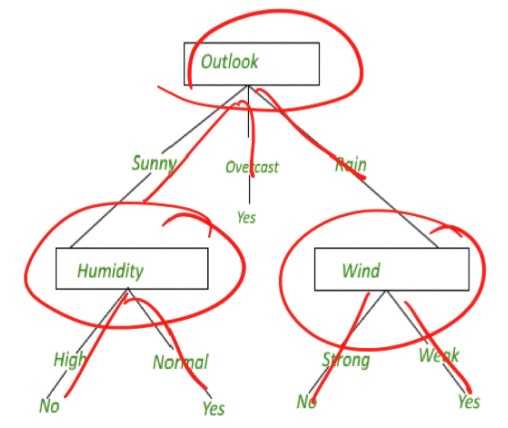 Outlook
Sunny
Overcast
Rain
Yes
Humidity
Wind
High
Normal
Strong
Weak
No
Yes
No
Yes